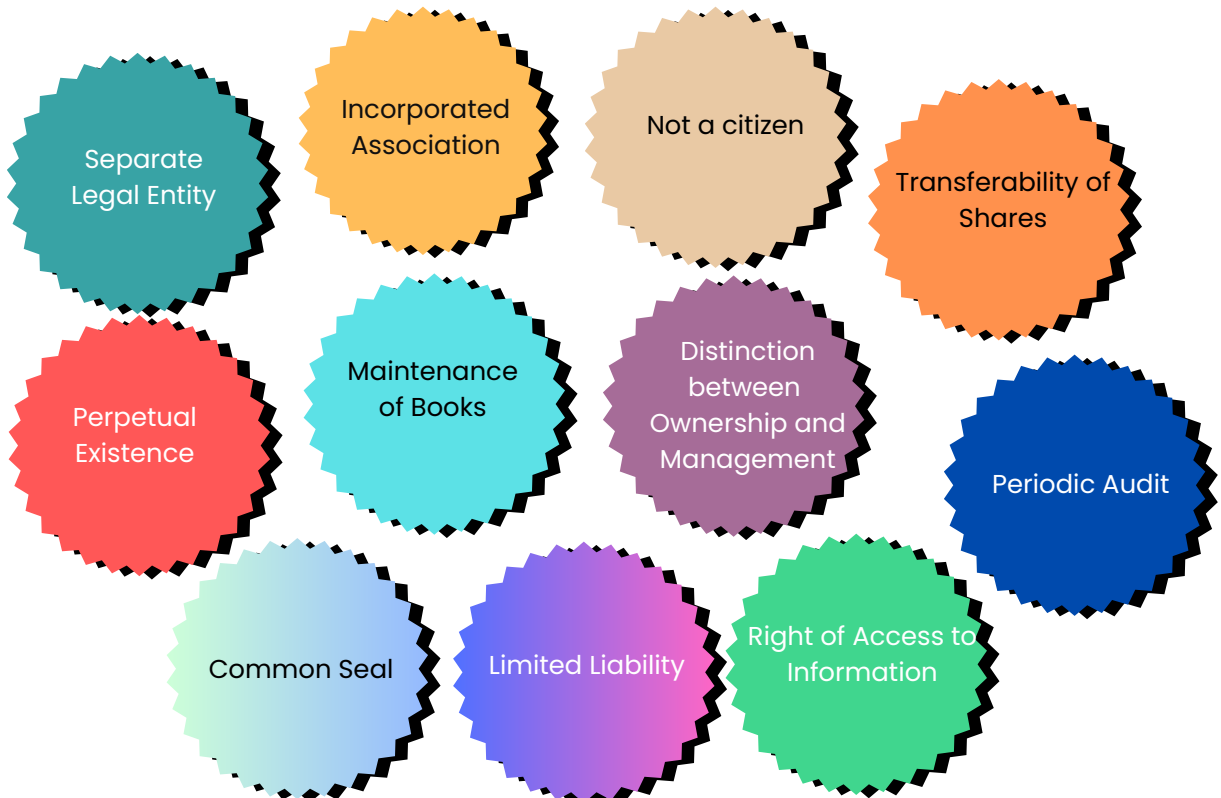 Separate
Legal Entity
Incorporated
Association
Not a citizen
Transferability of
Shares
Perpetual
Existence
Maintenance
of Books
Distinction
between
Ownership and
Management
Periodic Audit
Common Seal
Limited Liability
Right of Access to
Information